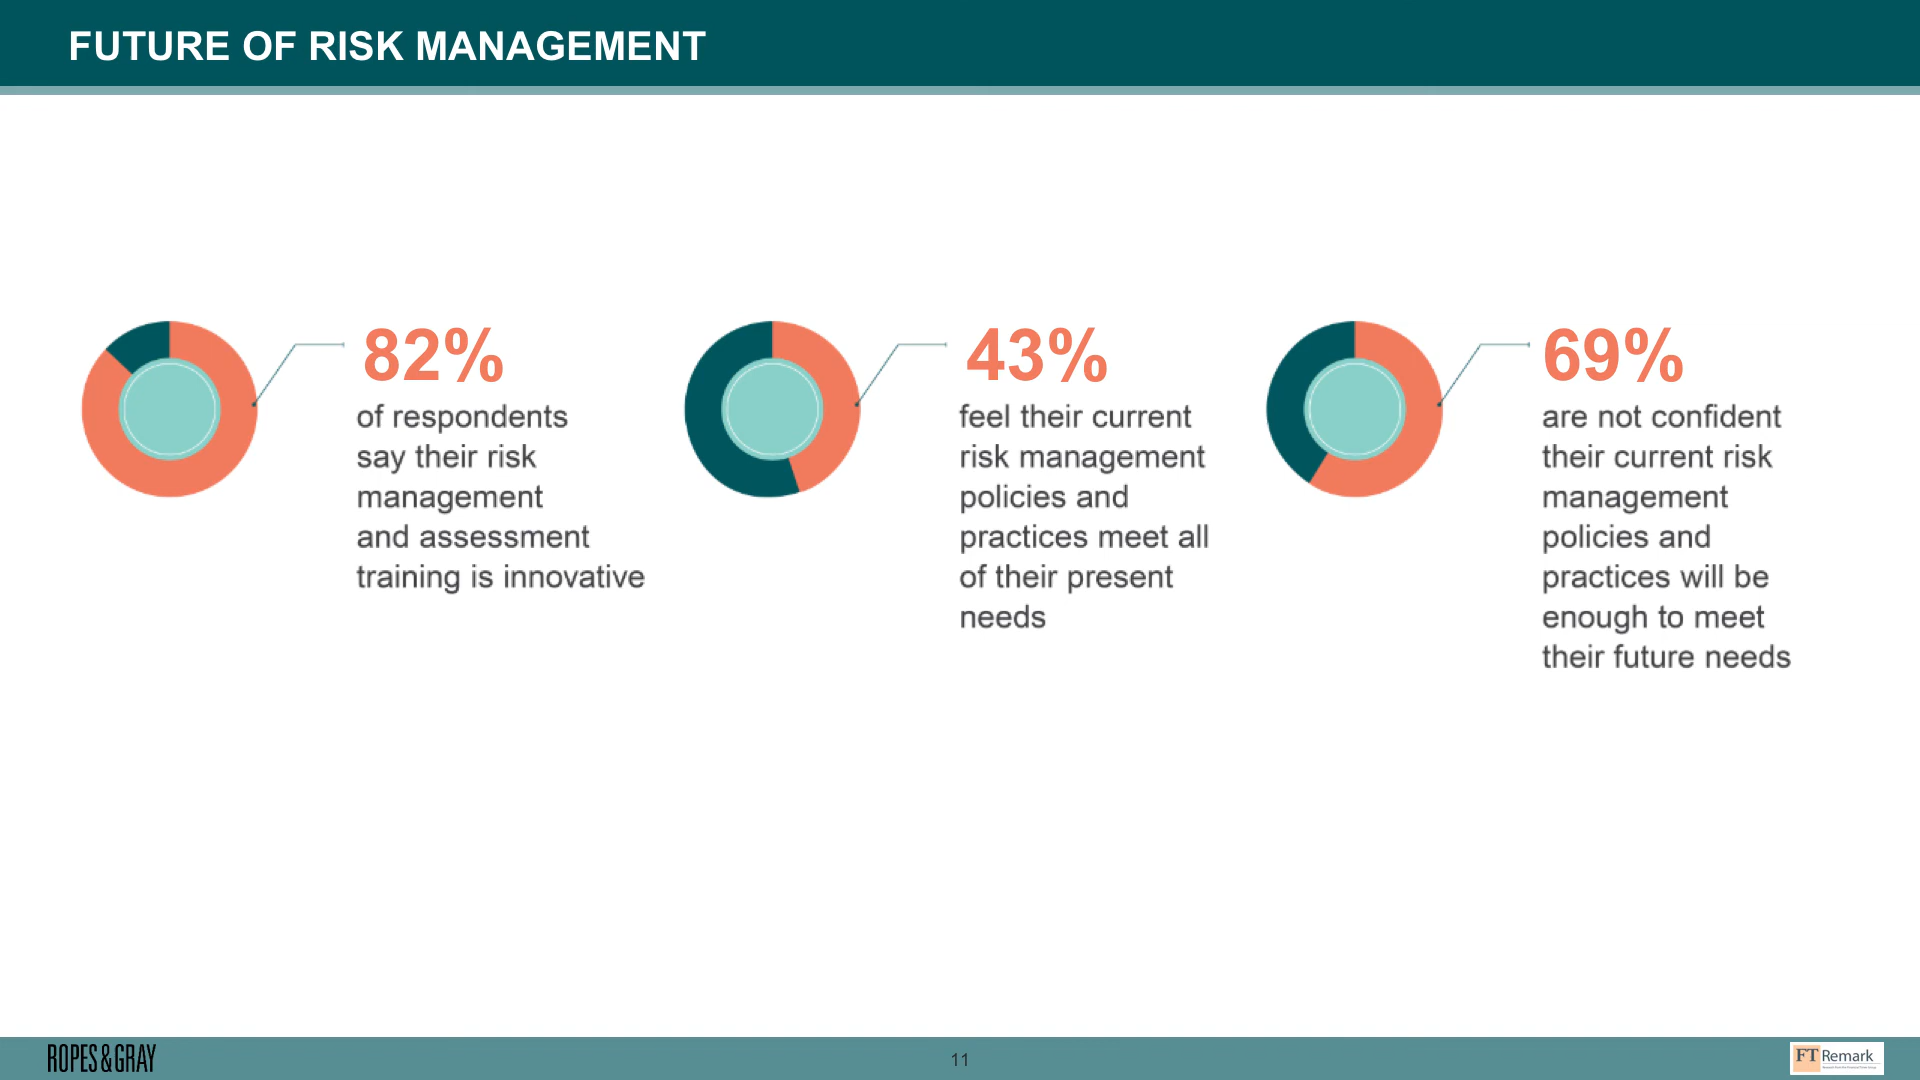 FUTURE OF RISK MANAGEMENT
82%
of respondents
say their risk
management
and assessment
training is innovative
43%
feel their current
risk management
policies and
practices meet all
of their present
needs
69%
are not confident
their current risk
management
policies and
practices will be
enough to meet
their future needs
ROPES & GRAY
11
FT Remark